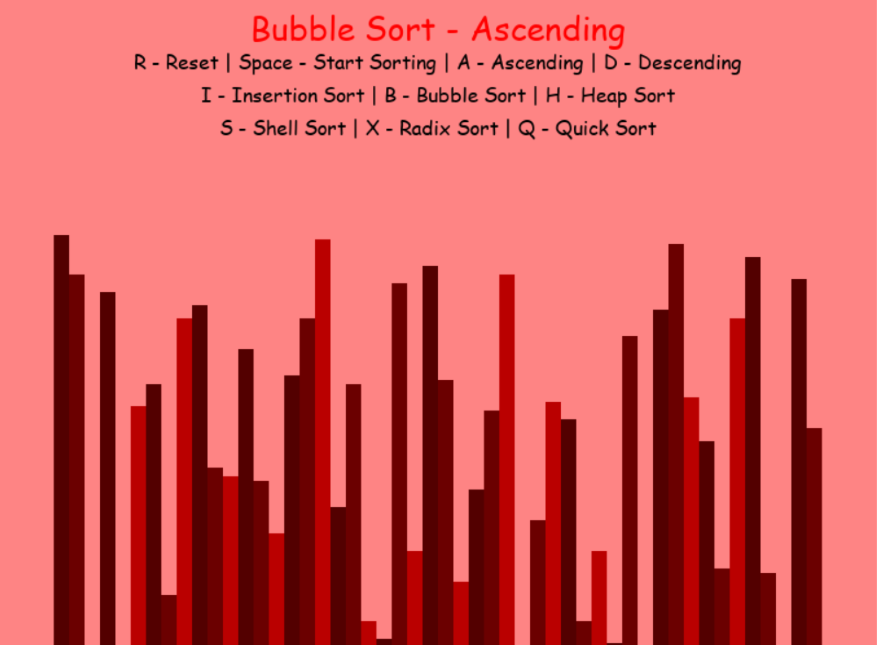 Bubble Sort - Ascending
R - Reset | Space - Start Sorting | A - Ascending | D - Descending
I - Insertion Sort | B - Bubble Sort | H - Heap Sort
S - Shell Sort | X - Radix Sort | Q - Quick Sort